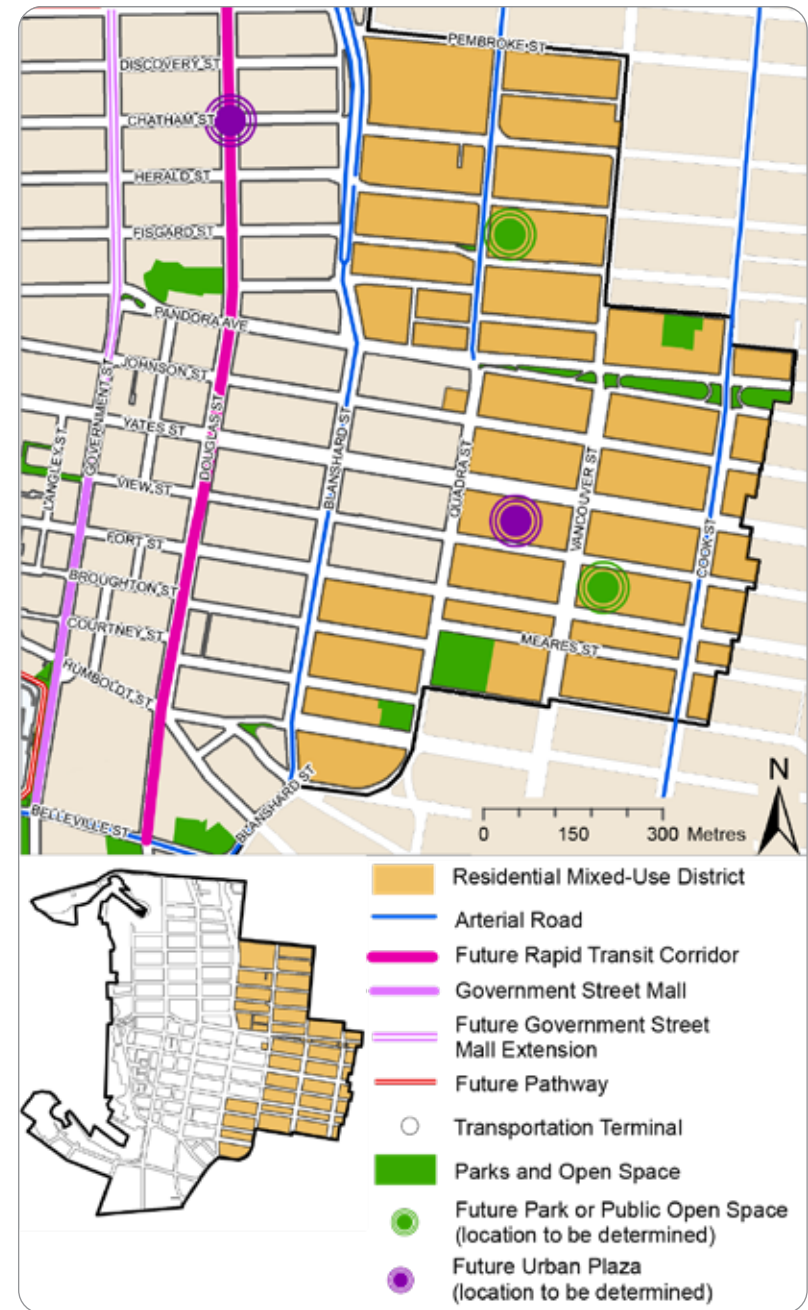 PEMBROKE ST
DISCOVERY ST
CHATHAM ST
HERALD ST
FISGARD ST
PANDORA AVE
JOHNSON ST
YATES ST
VIEW ST
FORT ST
BROUGHTON ST
COURTNEY ST
HUMBOLDT ST
BELLEVILLE ST
LANGLEY ST
GOVERNMENT ST
DOUGLAS ST
BLANSHARD ST
BLANSHARD ST
QUADRA ST
VANCOUVER ST
COOK ST
MEARES ST
N
0 150 300 Metres
Residential Mixed-Use District
Arterial Road
Future Rapid Transit Corridor
Government Street Mall
Future Government Street
Mall Extension
Future Pathway
Transportation Terminal
Parks and Open Space
Future Park or Public Open Space
(location to be determined)
Future Urban Plaza
(location to be determined)